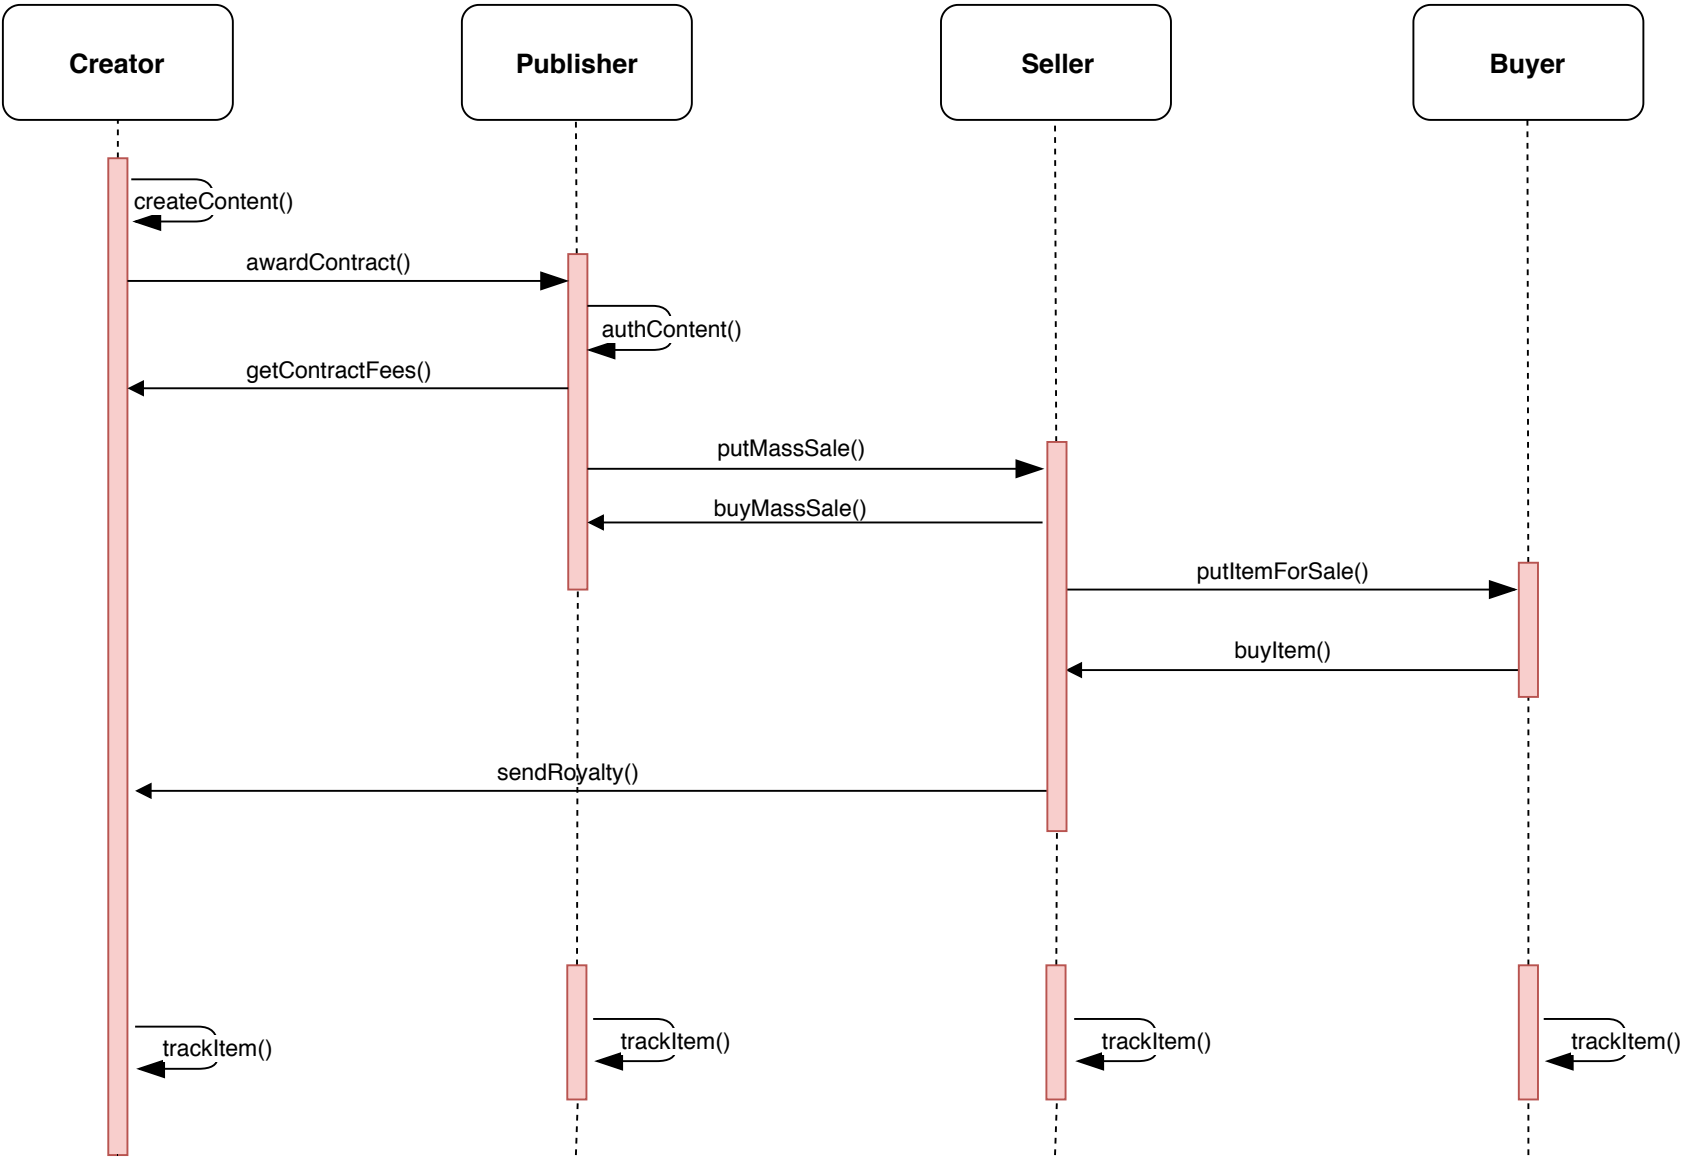 Creator
Publisher
Seller
Buyer
createContent()
awardContract()
authContent()
getContractFees()
putMassSale()
buyMassSale()
putItemForSale()
buyItem()
sendRoyalty()
trackItem()
trackItem()
trackItem()
trackItem()